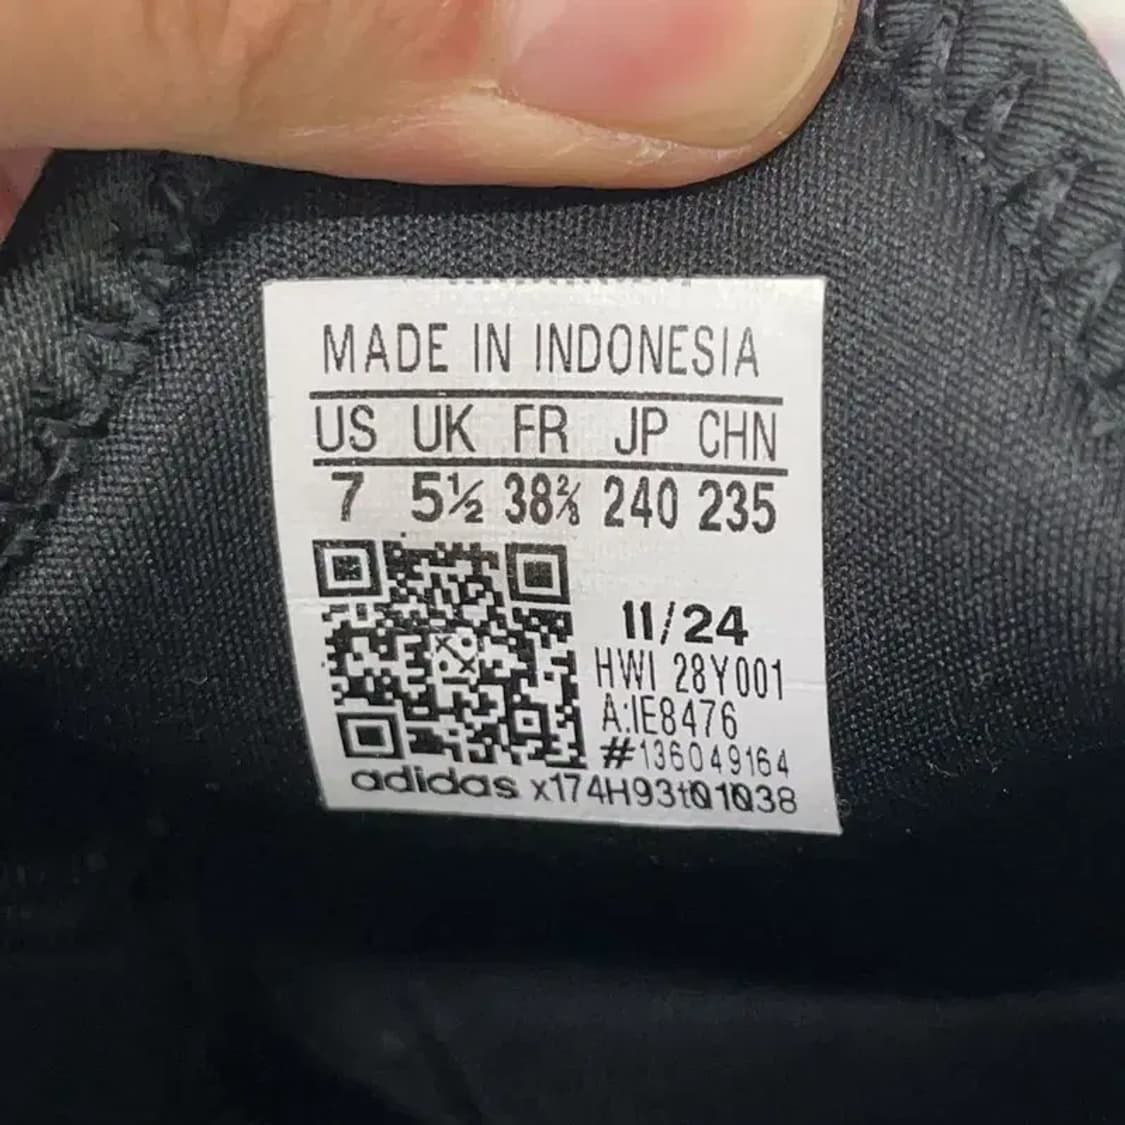 MADE IN INDONESIA
US UK FR JP CHN
7 5½ 38⅔ 240 235
11/24
HWI 28Y001
A:IE8476
#136049164
adidas x174H93t01038